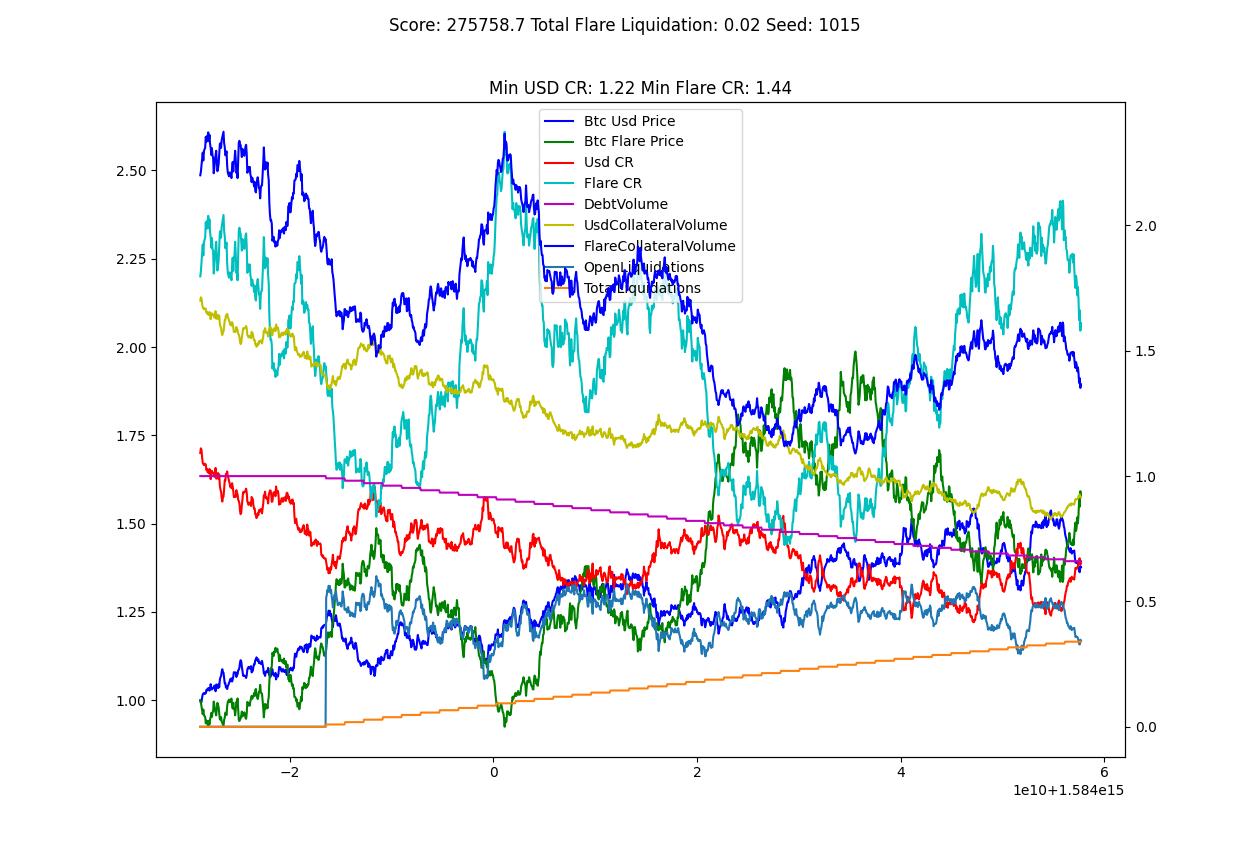 Score: 275758.7 Total Flare Liquidation: 0.02 Seed: 1015
Min USD CR: 1.22 Min Flare CR: 1.44
Btc Usd Price
Btc Flare Price
Usd CR
Flare CR
DebtVolume
UsdCollateralVolume
FlareCollateralVolume
OpenLiquidations
TotalLiquidations
2.50
2.25
2.00
1.75
1.50
1.25
1.00
2.0
1.5
1.0
0.5
0.0
−2 0 2 4 6
1e10+1.584e15